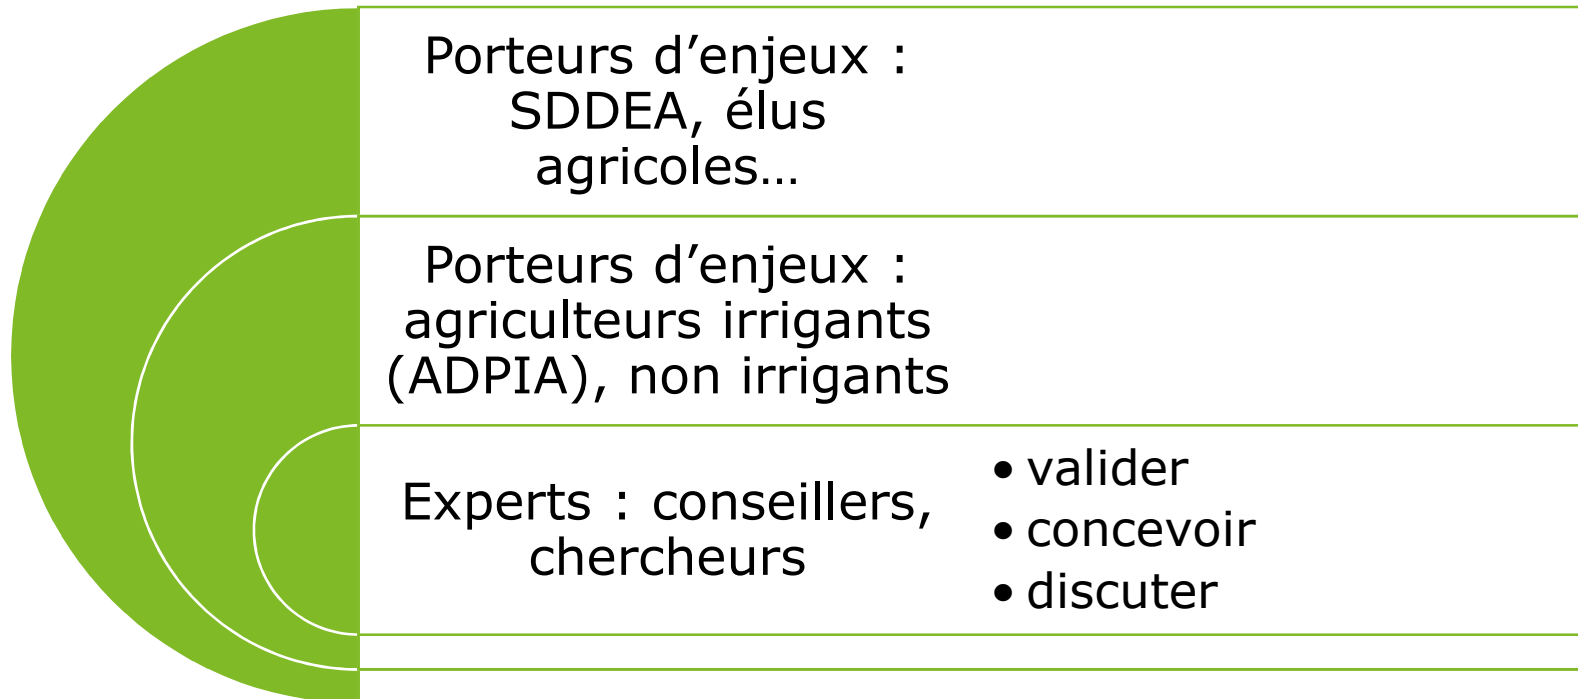 Porteurs d’enjeux :
SDDEA, élus
agricoles…
Porteurs d’enjeux :
agriculteurs irrigants
(ADPIA), non irrigants
Experts : conseillers,
chercheurs
• valider
• concevoir
• discuter